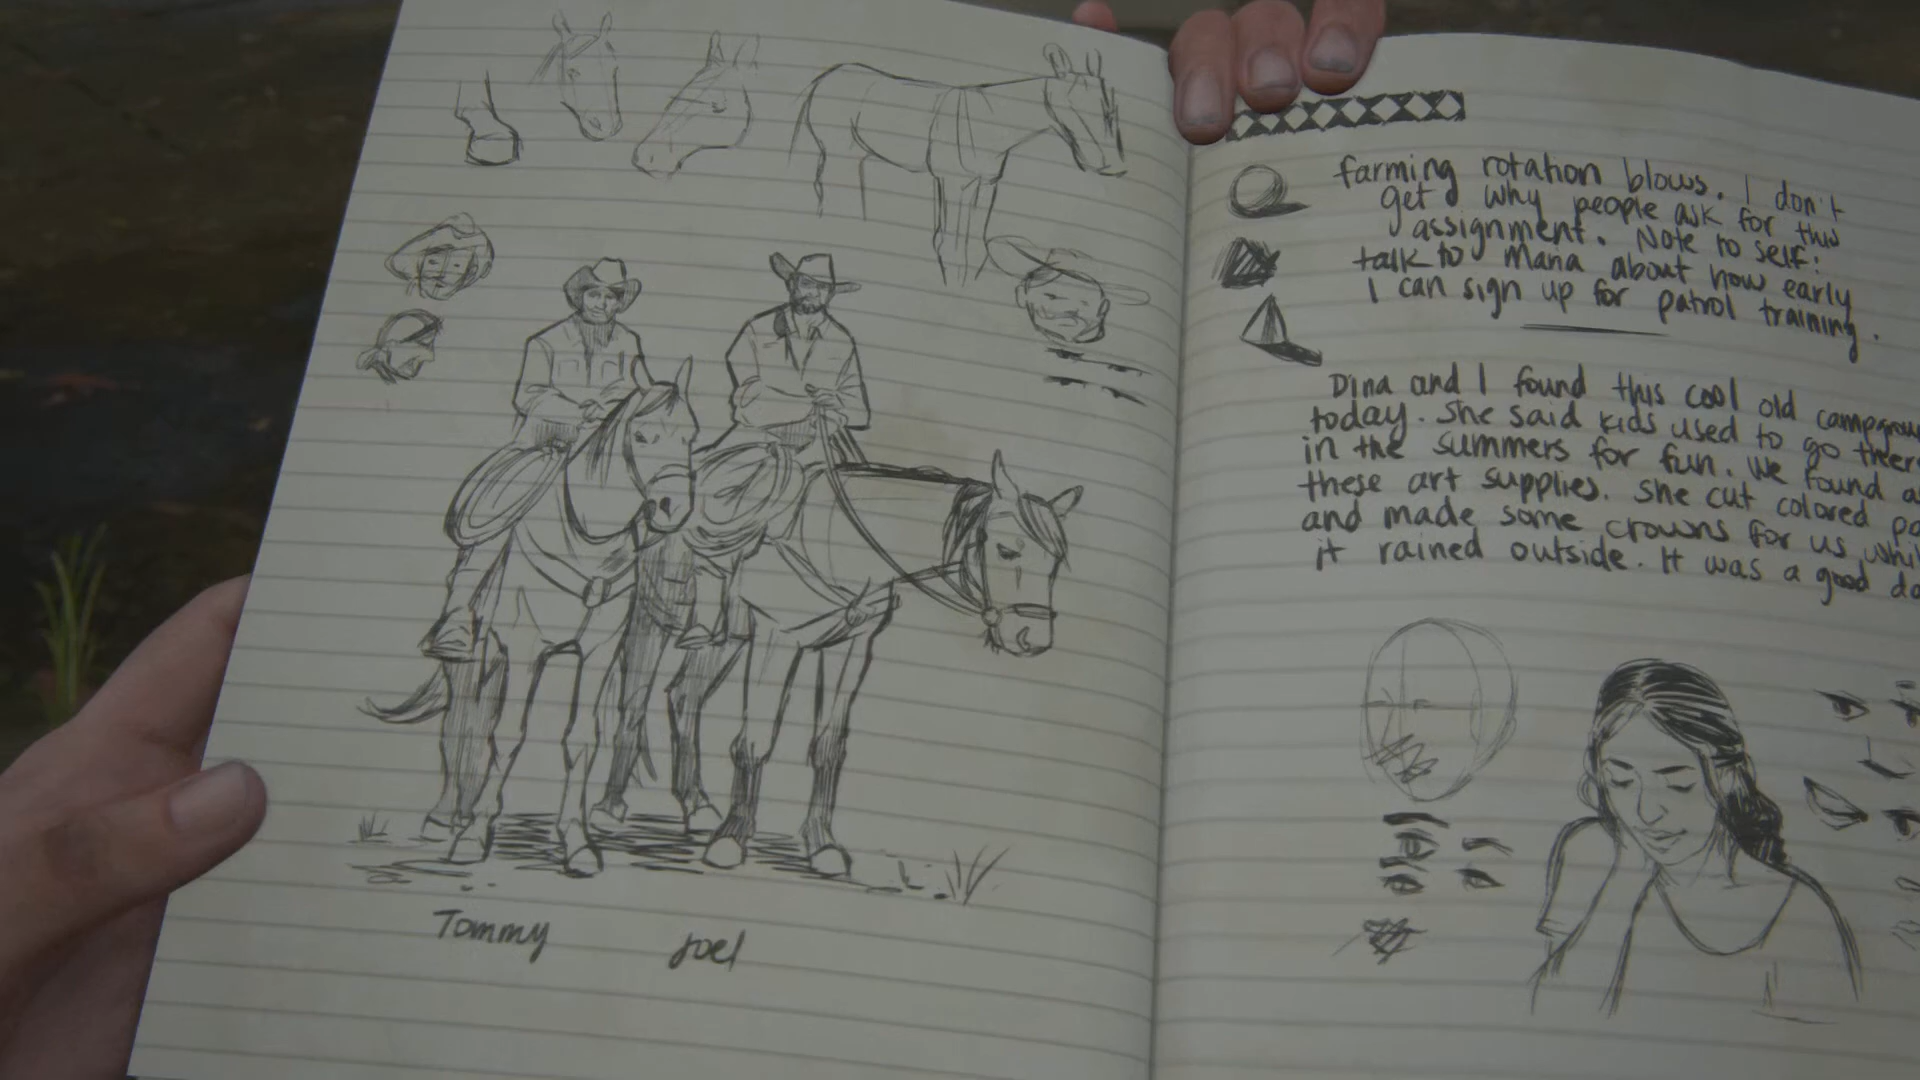 Tommy
Joel
farming rotation blows. I don't
get why people ask for this
assignment. Note to self:
talk to Maria about how early
I can sign up for patrol training.
Dina and I found this cool old
today. She said kids used to go there
in the summers for fun. We found
these art supplies. She cut colored
and made some crowns for us
it rained outside. It was a good